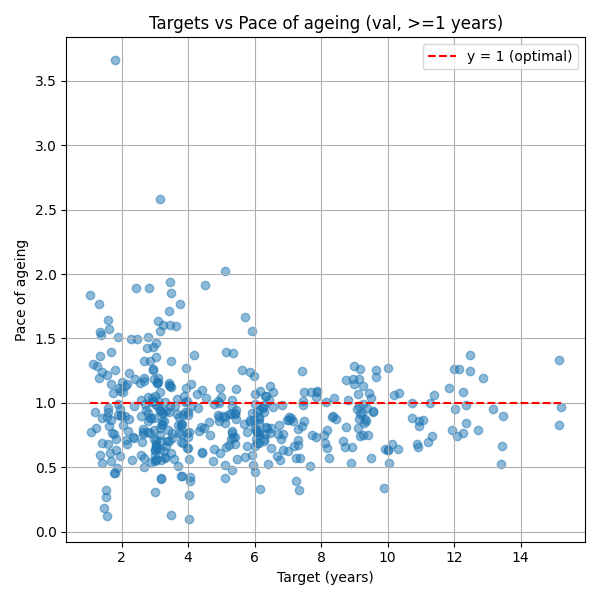 Targets vs Pace of ageing (val, >=1 years)
y = 1 (optimal)
Pace of ageing
3.5
3.0
2.5
2.0
1.5
1.0
0.5
0.0
2 4 6 8 10 12 14
Target (years)